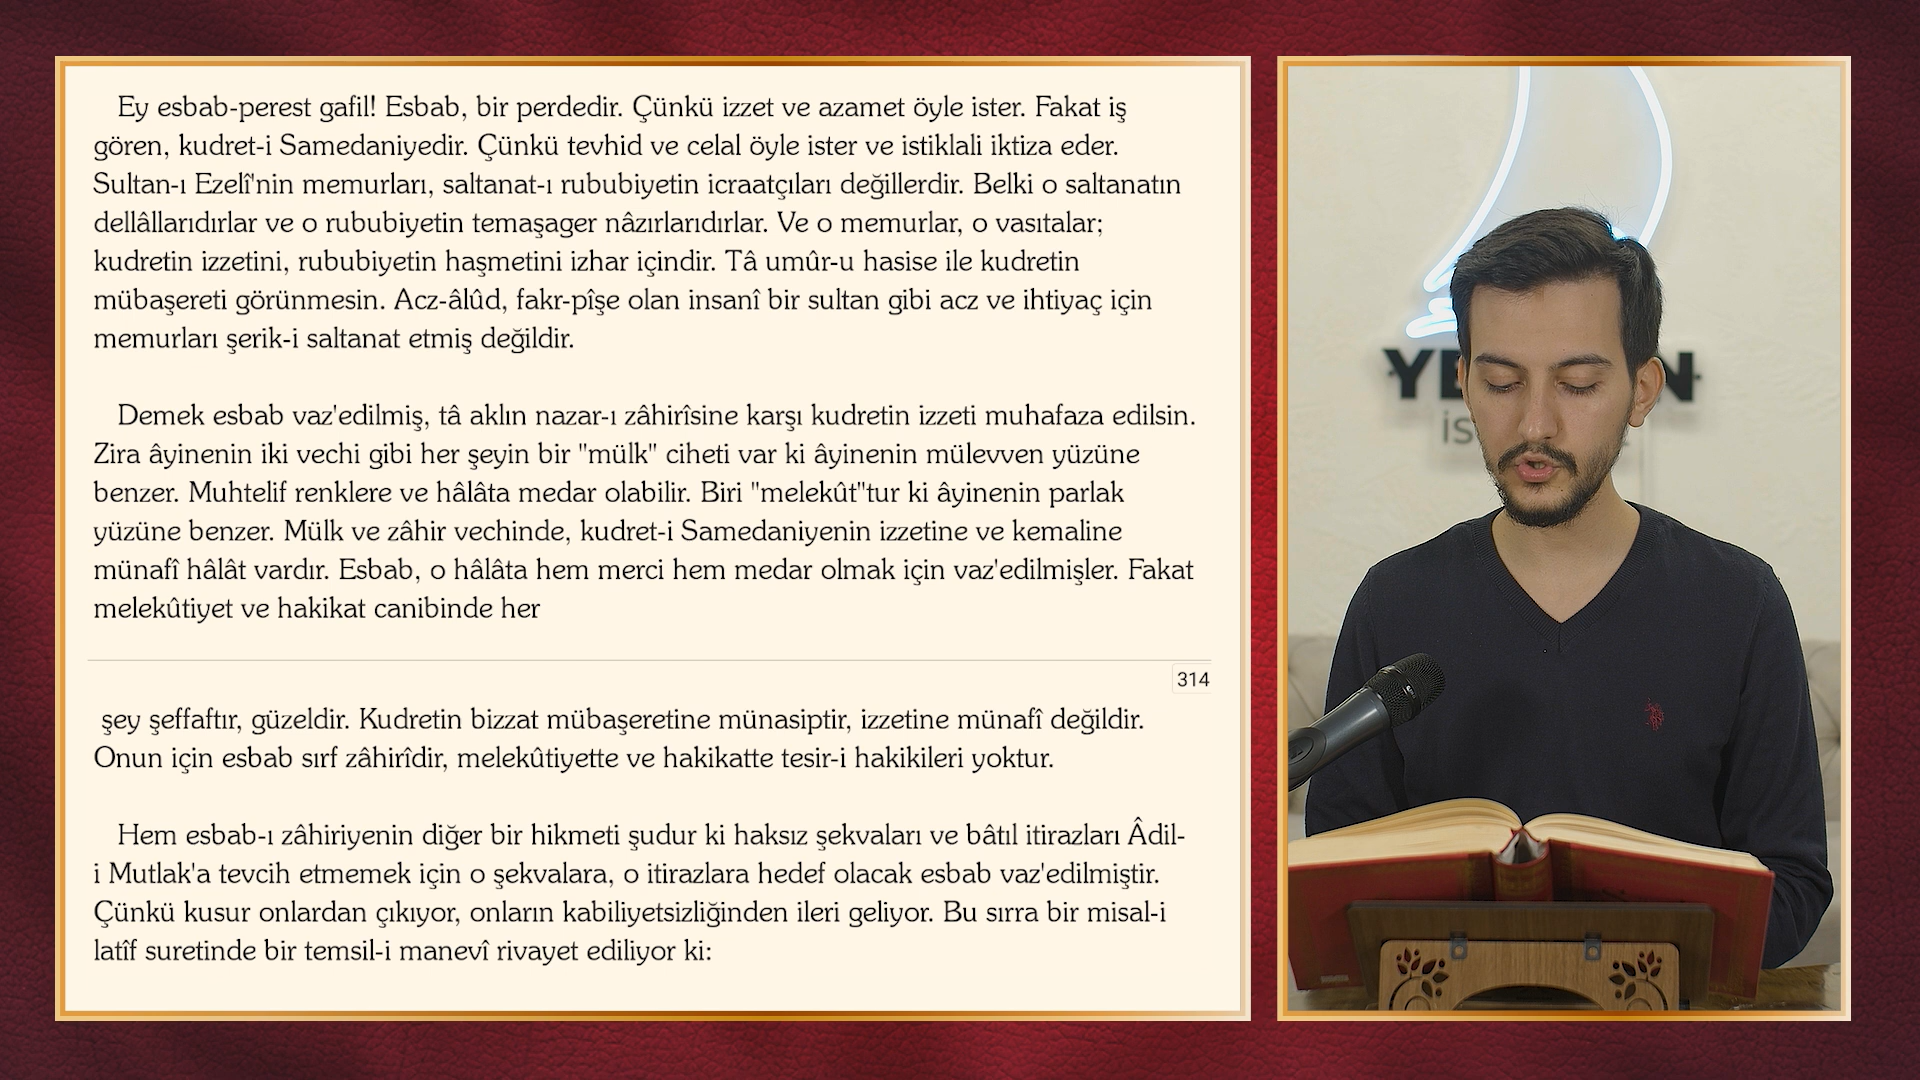 Ey esbab-perest gafil! Esbab, bir perdedir. Çünkü izzet ve azamet öyle ister. Fakat iş
gören, kudret-i Samedaniyedir. Çünkü tevhid ve celal öyle ister ve istiklali iktiza eder.
Sultan-ı Ezelî'nin memurları, saltanat-ı rububiyetin icraatçıları değillerdir. Belki o saltanatın
dellâllarıdırlar ve o rububiyetin temaşager nâzırlarıdırlar. Ve o memurlar, o vasıtalar;
kudretin izzetini, rububiyetin haşmetini izhar içindir. Tâ umûr-u hasise ile kudretin
mübaşereti görünmesin. Acz-âlûd, fakr-pîşe olan insanî bir sultan gibi acz ve ihtiyaç için
memurları şerik-i saltanat etmiş değildir.
Demek esbab vaz'edilmiş, tâ aklın nazar-ı zâhirîsine karşı kudretin izzeti muhafaza edilsin.
Zira âyinenin iki vechi gibi her şeyin bir "mülk" ciheti var ki âyinenin mülevven yüzüne
benzer. Muhtelif renklere ve hâlâta medar olabilir. Biri "melekût"tur ki âyinenin parlak
yüzüne benzer. Mülk ve zâhir vechinde, kudret-i Samedaniyenin izzetine ve kemaline
münafî hâlât vardır. Esbab, o hâlâta hem merci hem medar olmak için vaz'edilmişler. Fakat
melekûtiyet ve hakikat canibinde her
314
şey şeffaftır, güzeldir. Kudretin bizzat mübaşeretine münasiptir, izzetine münafî değildir.
Onun için esbab sırf zâhirîdir, melekûtiyette ve hakikatte tesir-i hakikileri yoktur.
Hem esbab-ı zâhiriyenin diğer bir hikmeti şudur ki haksız şekvaları ve bâtıl itirazları Âdil-
i Mutlak'a tevcih etmemek için o şekvalara, o itirazlara hedef olacak esbab vaz'edilmiştir.
Çünkü kusur onlardan çıkıyor, onların kabiliyetsizliğinden ileri geliyor. Bu sırra bir misal-i
latîf suretinde bir temsil-i manevî rivayet ediliyor ki: